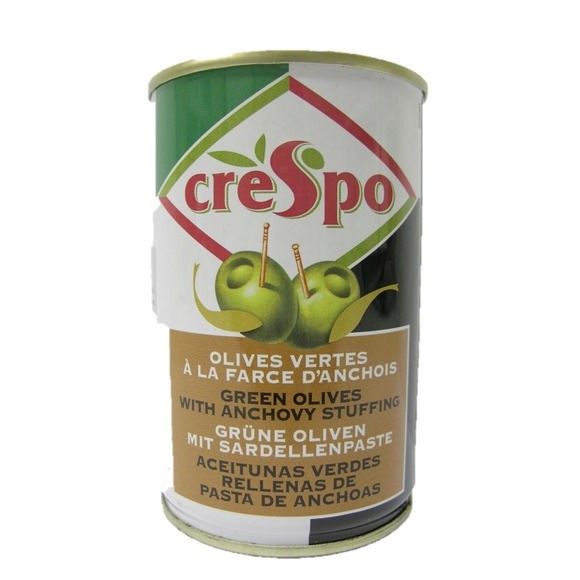 creSpo
OLIVES VERTES
À LA FARCE D'ANCHOIS
GREEN OLIVES
WITH ANCHOVY STUFFING
GRÜNE OLIVEN
MIT SARDELLENPASTE
ACEITUNAS VERDES
RELLENAS DE
PASTA DE ANCHOAS